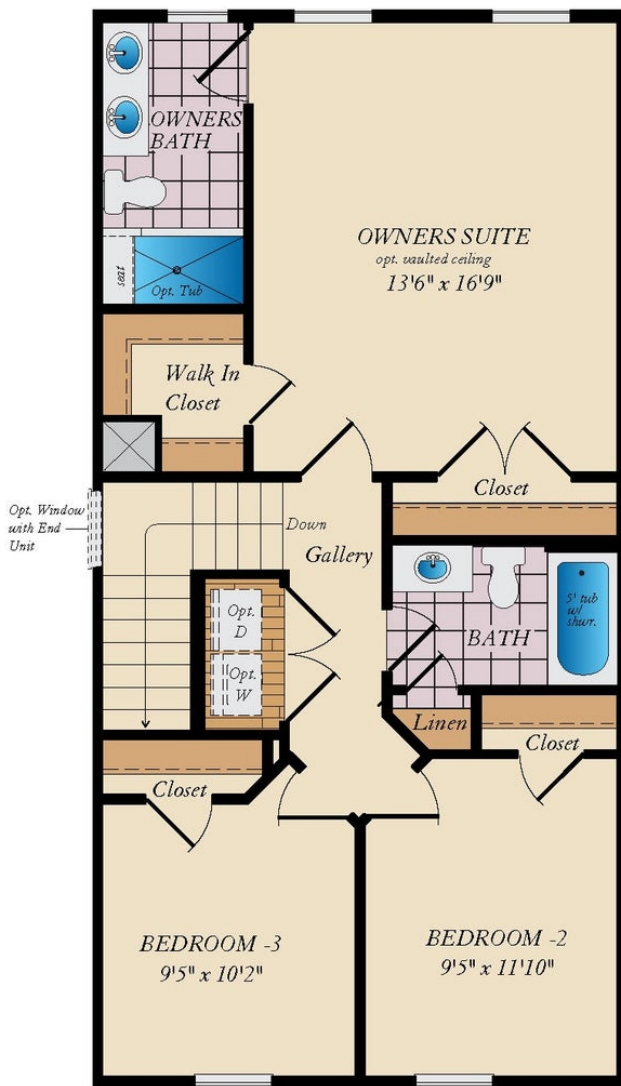 OWNERS
BATH
OWNERS SUITE
opt. vaulted ceiling
13'6" x 16'9"
seat
Opt. Tub
Walk In
Closet
Closet
Opt. Window
with End
Unit
Down
Gallery
Opt.
D
Opt.
W
BATH
5' tub
w/
shwr.
Linen
Closet
Closet
BEDROOM -3
9'5" x 10'2"
BEDROOM -2
9'5" x 11'10"